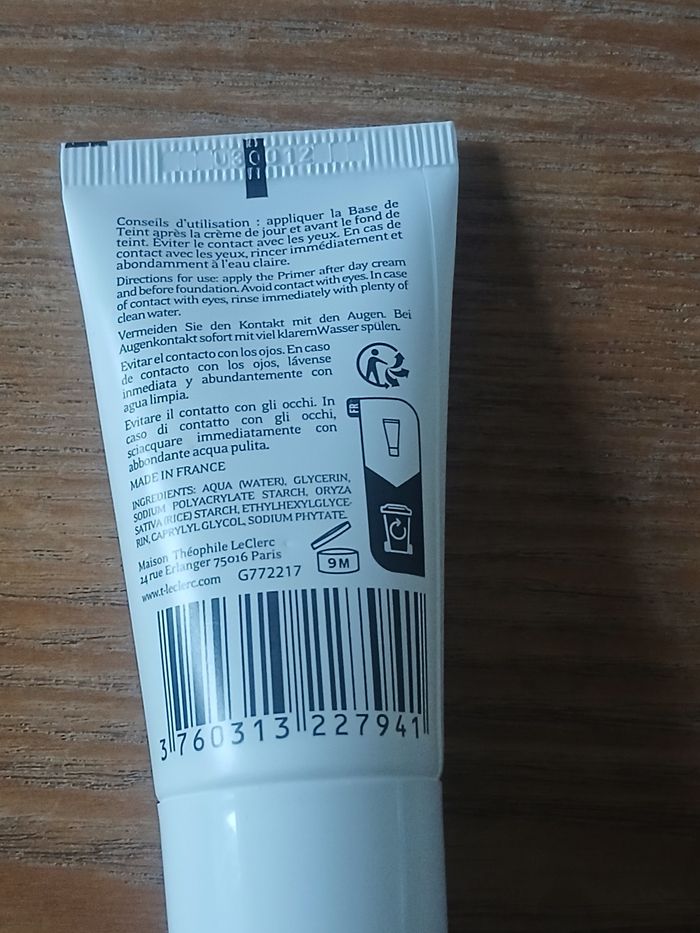 Conseils d'utilisation : appliquer la Base de
Teint après la crème de jour et avant le fond de
teint. Éviter le contact avec les yeux. En cas de
contact avec les yeux, rincer immédiatement et
abondamment à l'eau claire.
Directions for use: apply the Primer after day cream
and before foundation. Avoid contact with eyes. In case
of contact with eyes, rinse immediately with plenty of
clean water.
Vermeiden Sie den Kontakt mit den Augen. Bei
Augenkontakt sofort mit viel klarem Wasser spülen.
Evitar el contacto con los ojos. En caso
de contacto con los ojos, lávense
inmediata y abundantemente con
agua limpia.
Evitare il contatto con gli occhi. In
caso di contatto con gli occhi,
sciacquare immediatamente con
abbondante acqua pulita.
FR
MADE IN FRANCE
INGREDIENTS: AQUA (WATER), GLYCERIN,
SODIUM POLYACRYLATE STARCH, ORYZA
SATIVA (RICE) STARCH, ETHYLHEXYLGLYCE-
RIN, CAPRYLYL GLYCOL, SODIUM PHYTATE.
Maison Théophile LeClerc
24 rue Erlanger 75016 Paris
www.t-leclerc.com G772217
9 M
3 760313 227941